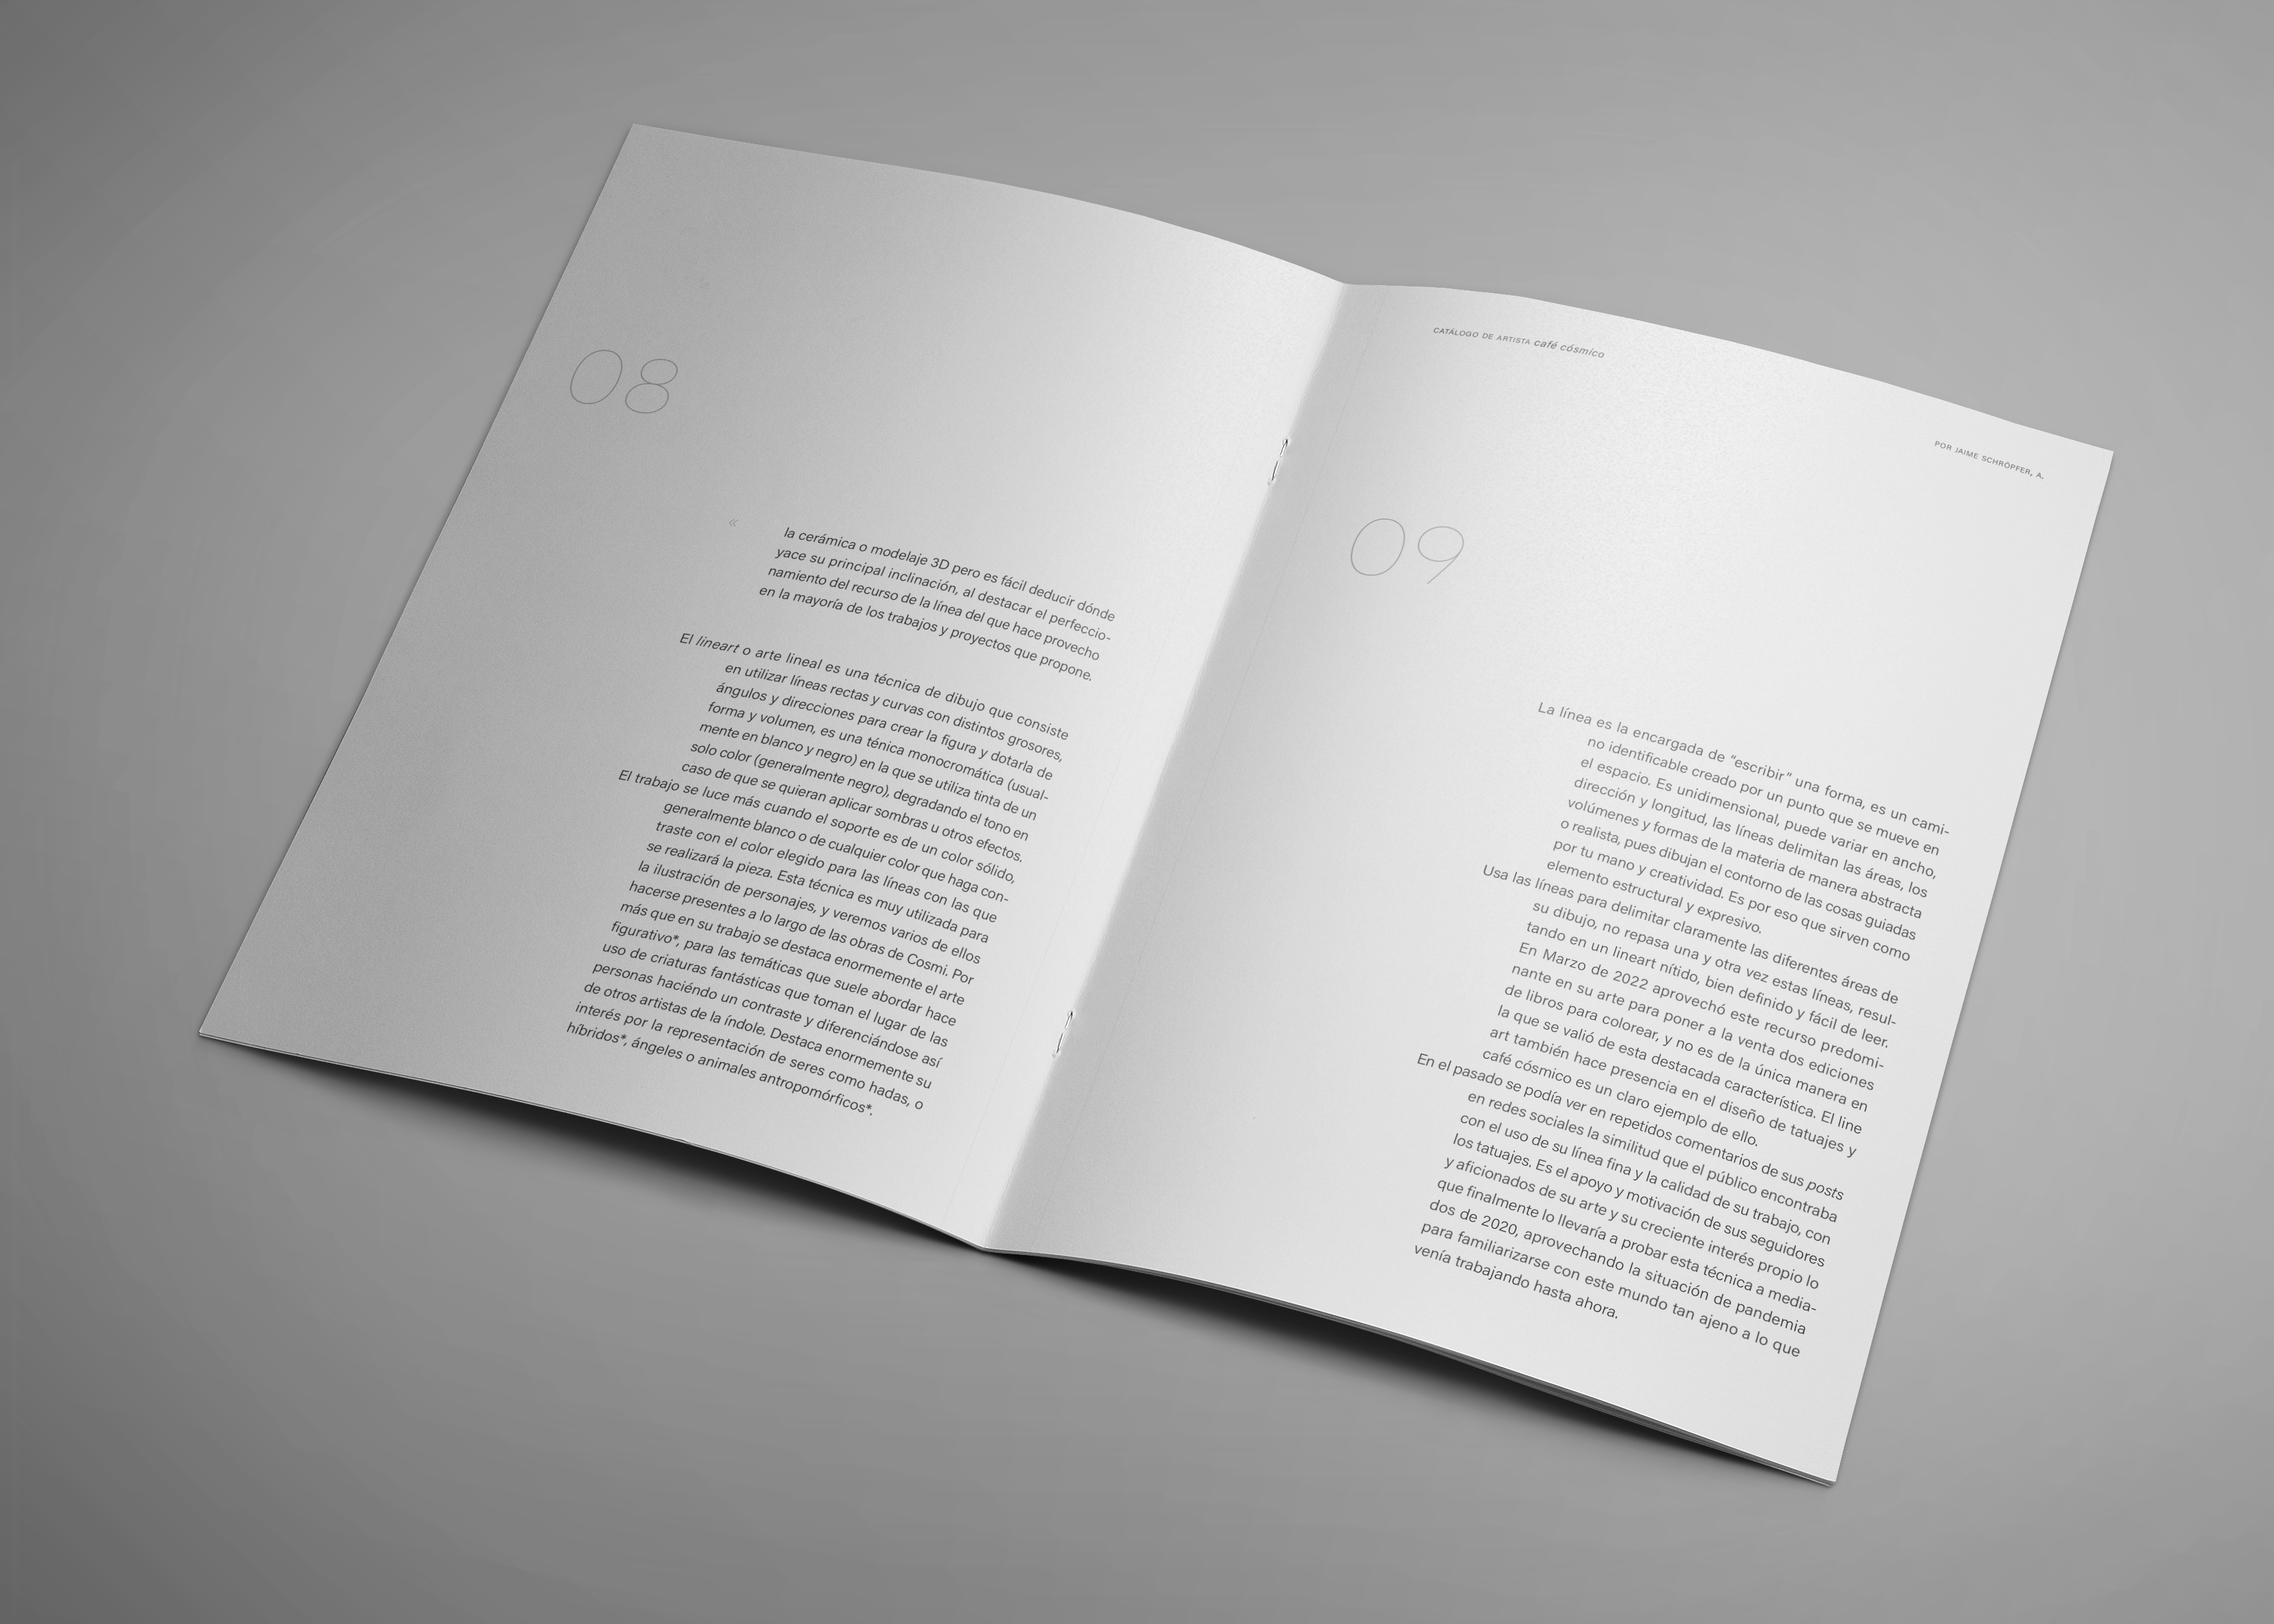 08
«
la cerámica o modelaje 3D pero es fácil deducir dónde
yace su principal inclinación, al destacar el perfeccio-
namiento del recurso de la línea del que hace provecho
en la mayoría de los trabajos y proyectos que propone.
El lineart o arte lineal es una técnica de dibujo que consiste
en utilizar líneas rectas y curvas con distintos grosores,
ángulos y direcciones para crear la figura y dotarla de
forma y volumen, es una ténica monocromática (usual-
mente en blanco y negro) en la que se utiliza tinta de un
solo color (generalmente negro), degradando el tono en
caso de que se quieran aplicar sombras u otros efectos.
El trabajo se luce más cuando el soporte es de un color sólido,
generalmente blanco o de cualquier color que haga con-
traste con el color elegido para las líneas con las que
se realizará la pieza. Esta técnica es muy utilizada para
la ilustración de personajes, y veremos varios de ellos
hacerse presentes a lo largo de las obras de Cosmi. Por
más que en su trabajo se destaca enormemente el arte
figurativo*, para las temáticas que suele abordar hace
uso de criaturas fantásticas que toman el lugar de las
personas haciéndo un contraste y diferenciándose así
de otros artistas de la índole. Destaca enormemente su
interés por la representación de seres como hadas, o
híbridos*, ángeles o animales antropomórficos*.
CATÁLOGO DE ARTISTA café cósmico
POR JAIME SCHRÖPFER, A.
09
La línea es la encargada de “escribir” una forma, es un cami-
no identificable creado por un punto que se mueve en
el espacio. Es unidimensional, puede variar en ancho,
dirección y longitud, las líneas delimitan las áreas, los
volúmenes y formas de la materia de manera abstracta
o realista, pues dibujan el contorno de las cosas guiadas
por tu mano y creatividad. Es por eso que sirven como
elemento estructural y expresivo.
Usa las líneas para delimitar claramente las diferentes áreas de
su dibujo, no repasa una y otra vez estas líneas, resul-
tando en un lineart nítido, bien definido y fácil de leer.
En Marzo de 2022 aprovechó este recurso predomi-
nante en su arte para poner a la venta dos ediciones
de libros para colorear, y no es de la única manera en
la que se valió de esta destacada característica. El line
art también hace presencia en el diseño de tatuajes y
café cósmico es un claro ejemplo de ello.
En el pasado se podía ver en repetidos comentarios de sus posts
en redes sociales la similitud que el público encontraba
con el uso de su línea fina y la calidad de su trabajo, con
los tatuajes. Es el apoyo y motivación de sus seguidores
y aficionados de su arte y su creciente interés propio lo
que finalmente lo llevaría a probar esta técnica a media-
dos de 2020, aprovechando la situación de pandemia
para familiarizarse con este mundo tan ajeno a lo que
venía trabajando hasta ahora.